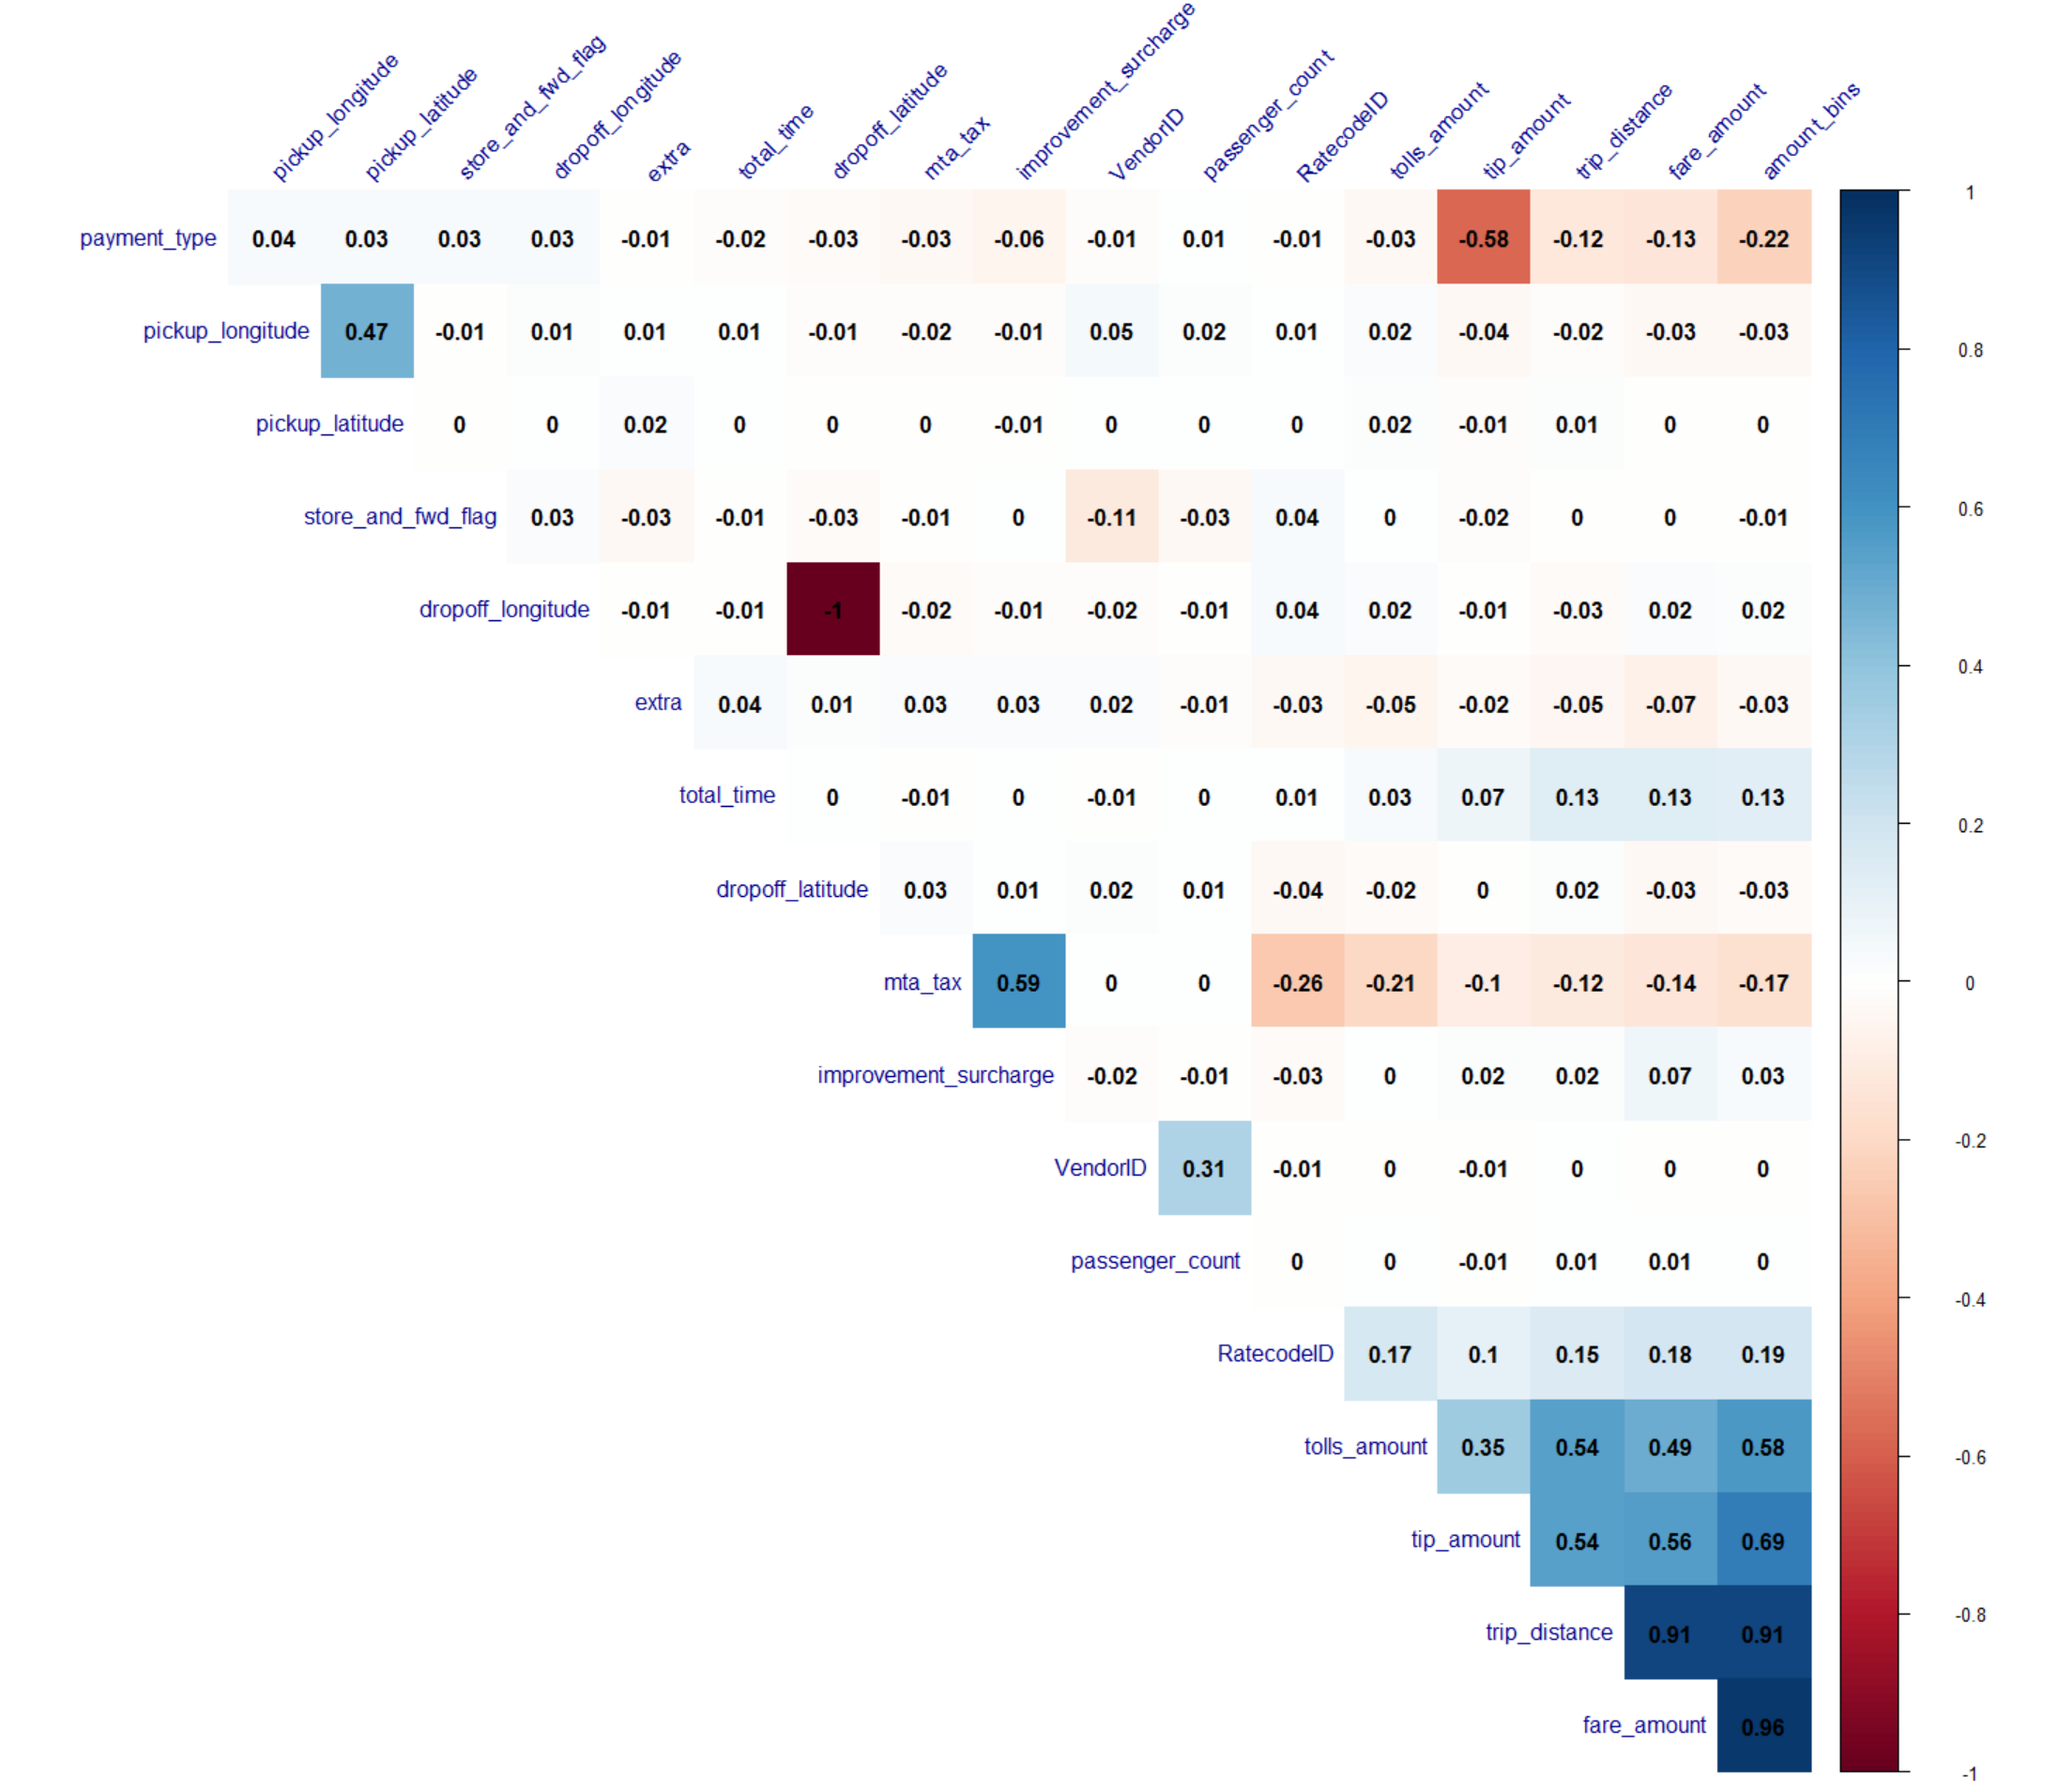 pickup_longitude pickup_latitude store_and_fwd_flag dropoff_longitude extra total_time dropoff_latitude mta_tax improvement_surcharge VendorID passenger_count RatecodeID tolls_amount tip_amount trip_distance fare_amount amount_bins
payment_type 0.04 0.03 0.03 0.03 -0.01 -0.02 -0.03 -0.03 -0.06 -0.01 0.01 -0.01 -0.03 -0.58 -0.12 -0.13 -0.22
pickup_longitude 0.47 -0.01 0.01 0.01 0.01 -0.01 -0.02 -0.01 0.05 0.02 0.01 0.02 -0.04 -0.02 -0.03 -0.03
pickup_latitude 0 0 0.02 0 0 0 -0.01 0 0 0 0.02 -0.01 0.01 0 0
store_and_fwd_flag 0.03 -0.03 -0.01 -0.03 -0.01 0 -0.11 -0.03 0.04 0 -0.02 0 0 -0.01
dropoff_longitude -0.01 -0.01 -1 -0.02 -0.01 -0.02 -0.01 0.04 0.02 -0.01 -0.03 0.02 0.02
extra 0.04 0.01 0.03 0.03 0.02 -0.01 -0.03 -0.05 -0.02 -0.05 -0.07 -0.03
total_time 0 -0.01 0 -0.01 0 0.01 0.03 0.07 0.13 0.13 0.13
dropoff_latitude 0.03 0.01 0.02 0.01 -0.04 -0.02 0 0.02 -0.03 -0.03
mta_tax 0.59 0 0 -0.26 -0.21 -0.1 -0.12 -0.14 -0.17
improvement_surcharge -0.02 -0.01 -0.03 0 0.02 0.02 0.07 0.03
VendorID 0.31 -0.01 0 -0.01 0 0 0
passenger_count 0 0 -0.01 0.01 0.01 0
RatecodeID 0.17 0.1 0.15 0.18 0.19
tolls_amount 0.35 0.54 0.49 0.58
tip_amount 0.54 0.56 0.69
trip_distance 0.91 0.91
fare_amount 0.96
1
0.8
0.6
0.4
0.2
0
-0.2
-0.4
-0.6
-0.8
-1